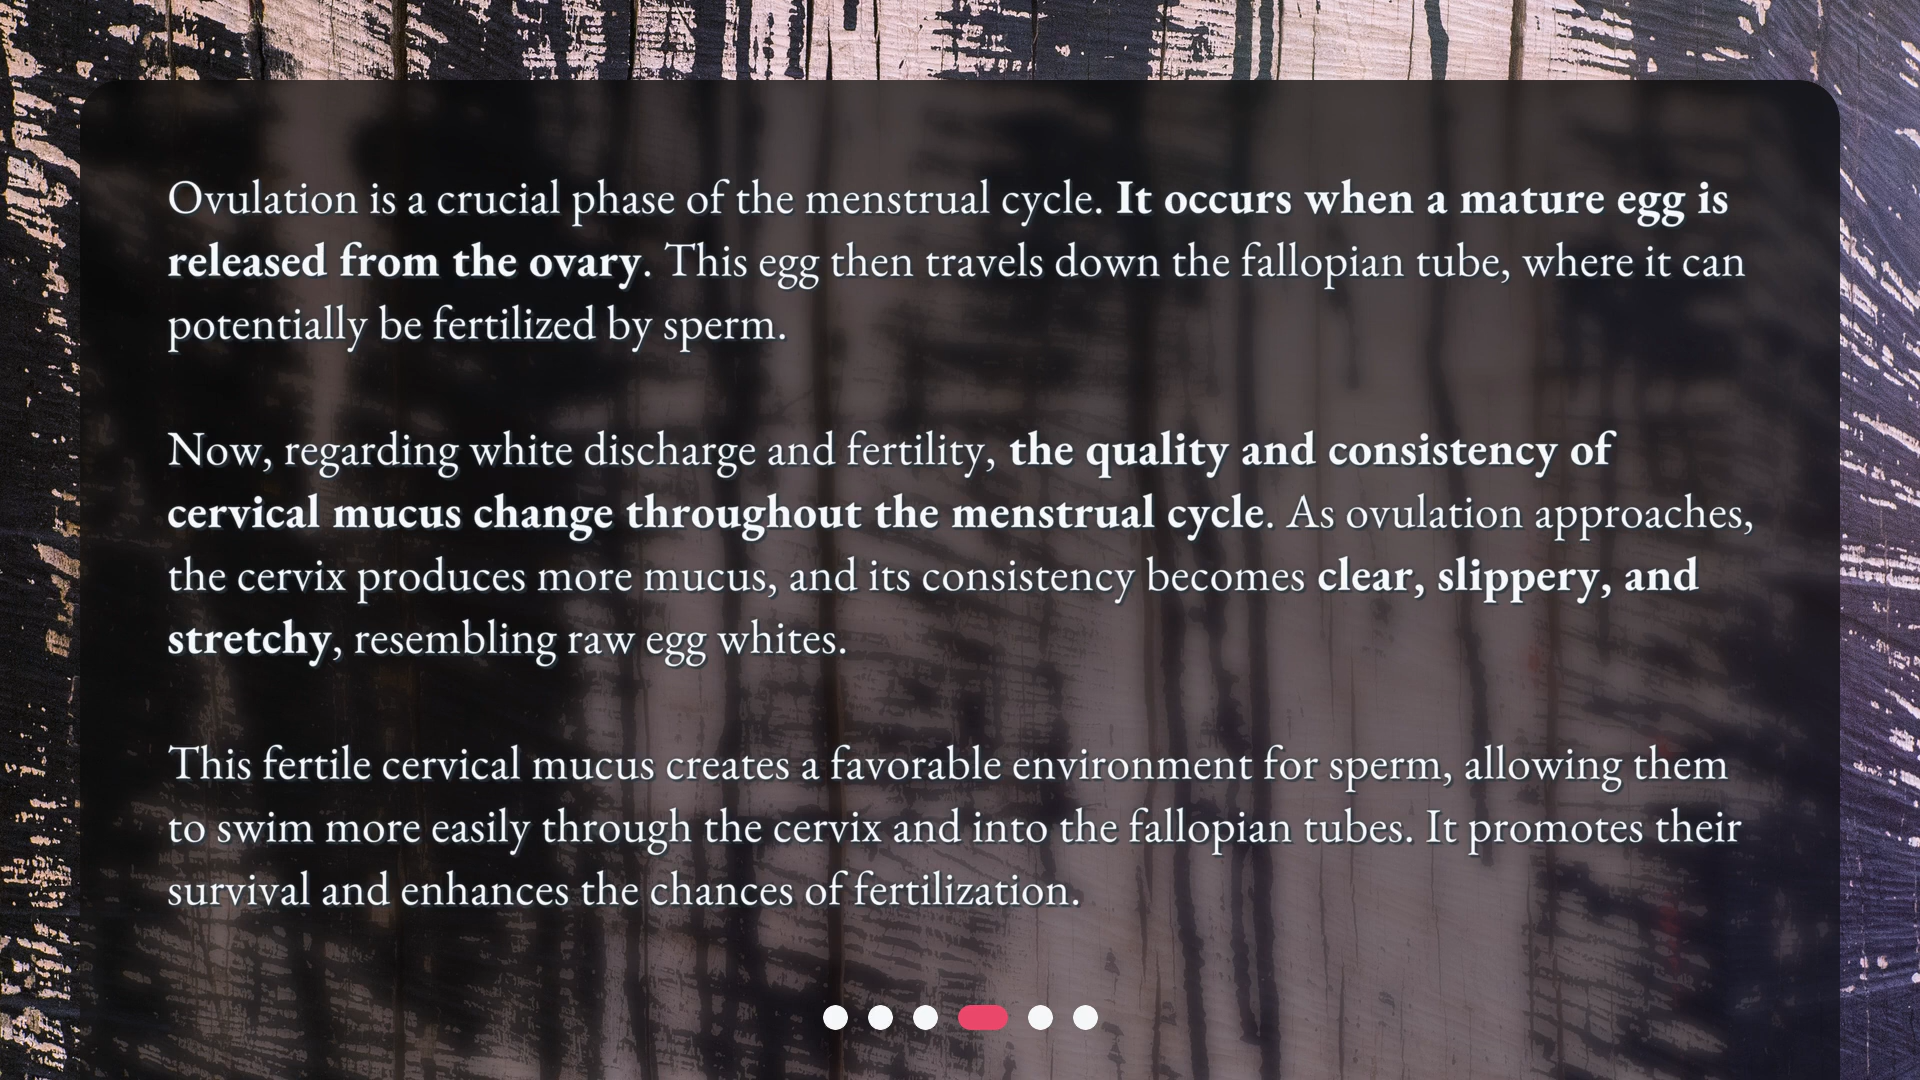 Ovulation is a crucial phase of the menstrual cycle. It occurs when a mature egg is
released from the ovary. This egg then travels down the fallopian tube, where it can
potentially be fertilized by sperm.
Now, regarding white discharge and fertility, the quality and consistency of
cervical mucus change throughout the menstrual cycle. As ovulation approaches,
the cervix produces more mucus, and its consistency becomes clear, slippery, and
stretchy, resembling raw egg whites.
This fertile cervical mucus creates a favorable environment for sperm, allowing them
to swim more easily through the cervix and into the fallopian tubes. It promotes their
survival and enhances the chances of fertilization.